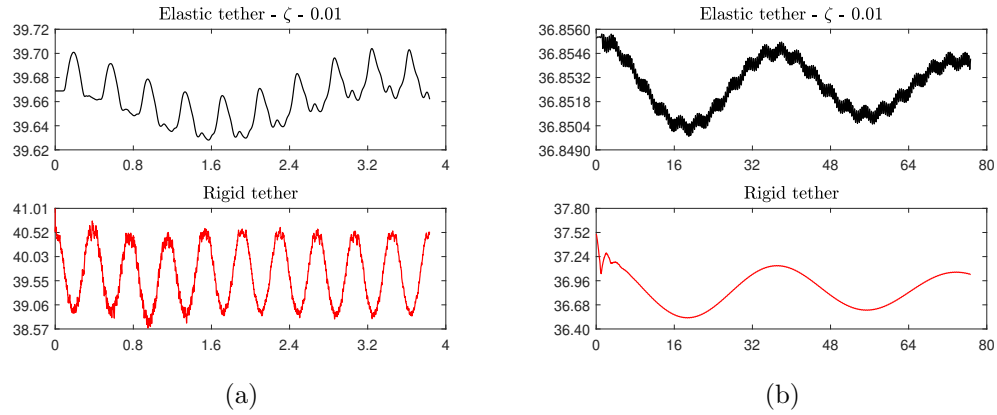 Elastic tether - ζ - 0.01
39.72
39.70
39.68
39.66
39.64
39.62
0 0.8 1.6 2.4 3.2 4
Rigid tether
41.01
40.52
40.03
39.55
39.06
38.57
0 0.8 1.6 2.4 3.2 4
(a)
Elastic tether - ζ - 0.01
36.8560
36.8546
36.8532
36.8518
36.8504
36.8490
0 16 32 48 64 80
Rigid tether
37.80
37.52
37.24
36.96
36.68
36.40
0 16 32 48 64 80
(b)